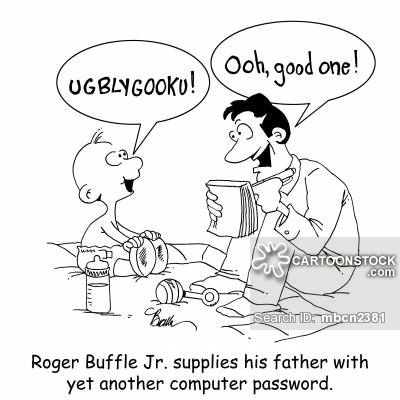 UGBLYGOOKU!
Ooh, good one!
CARTOONSTOCK
.com
Search ID: mbcn2381
Roger Buffle Jr. supplies his father with
yet another computer password.